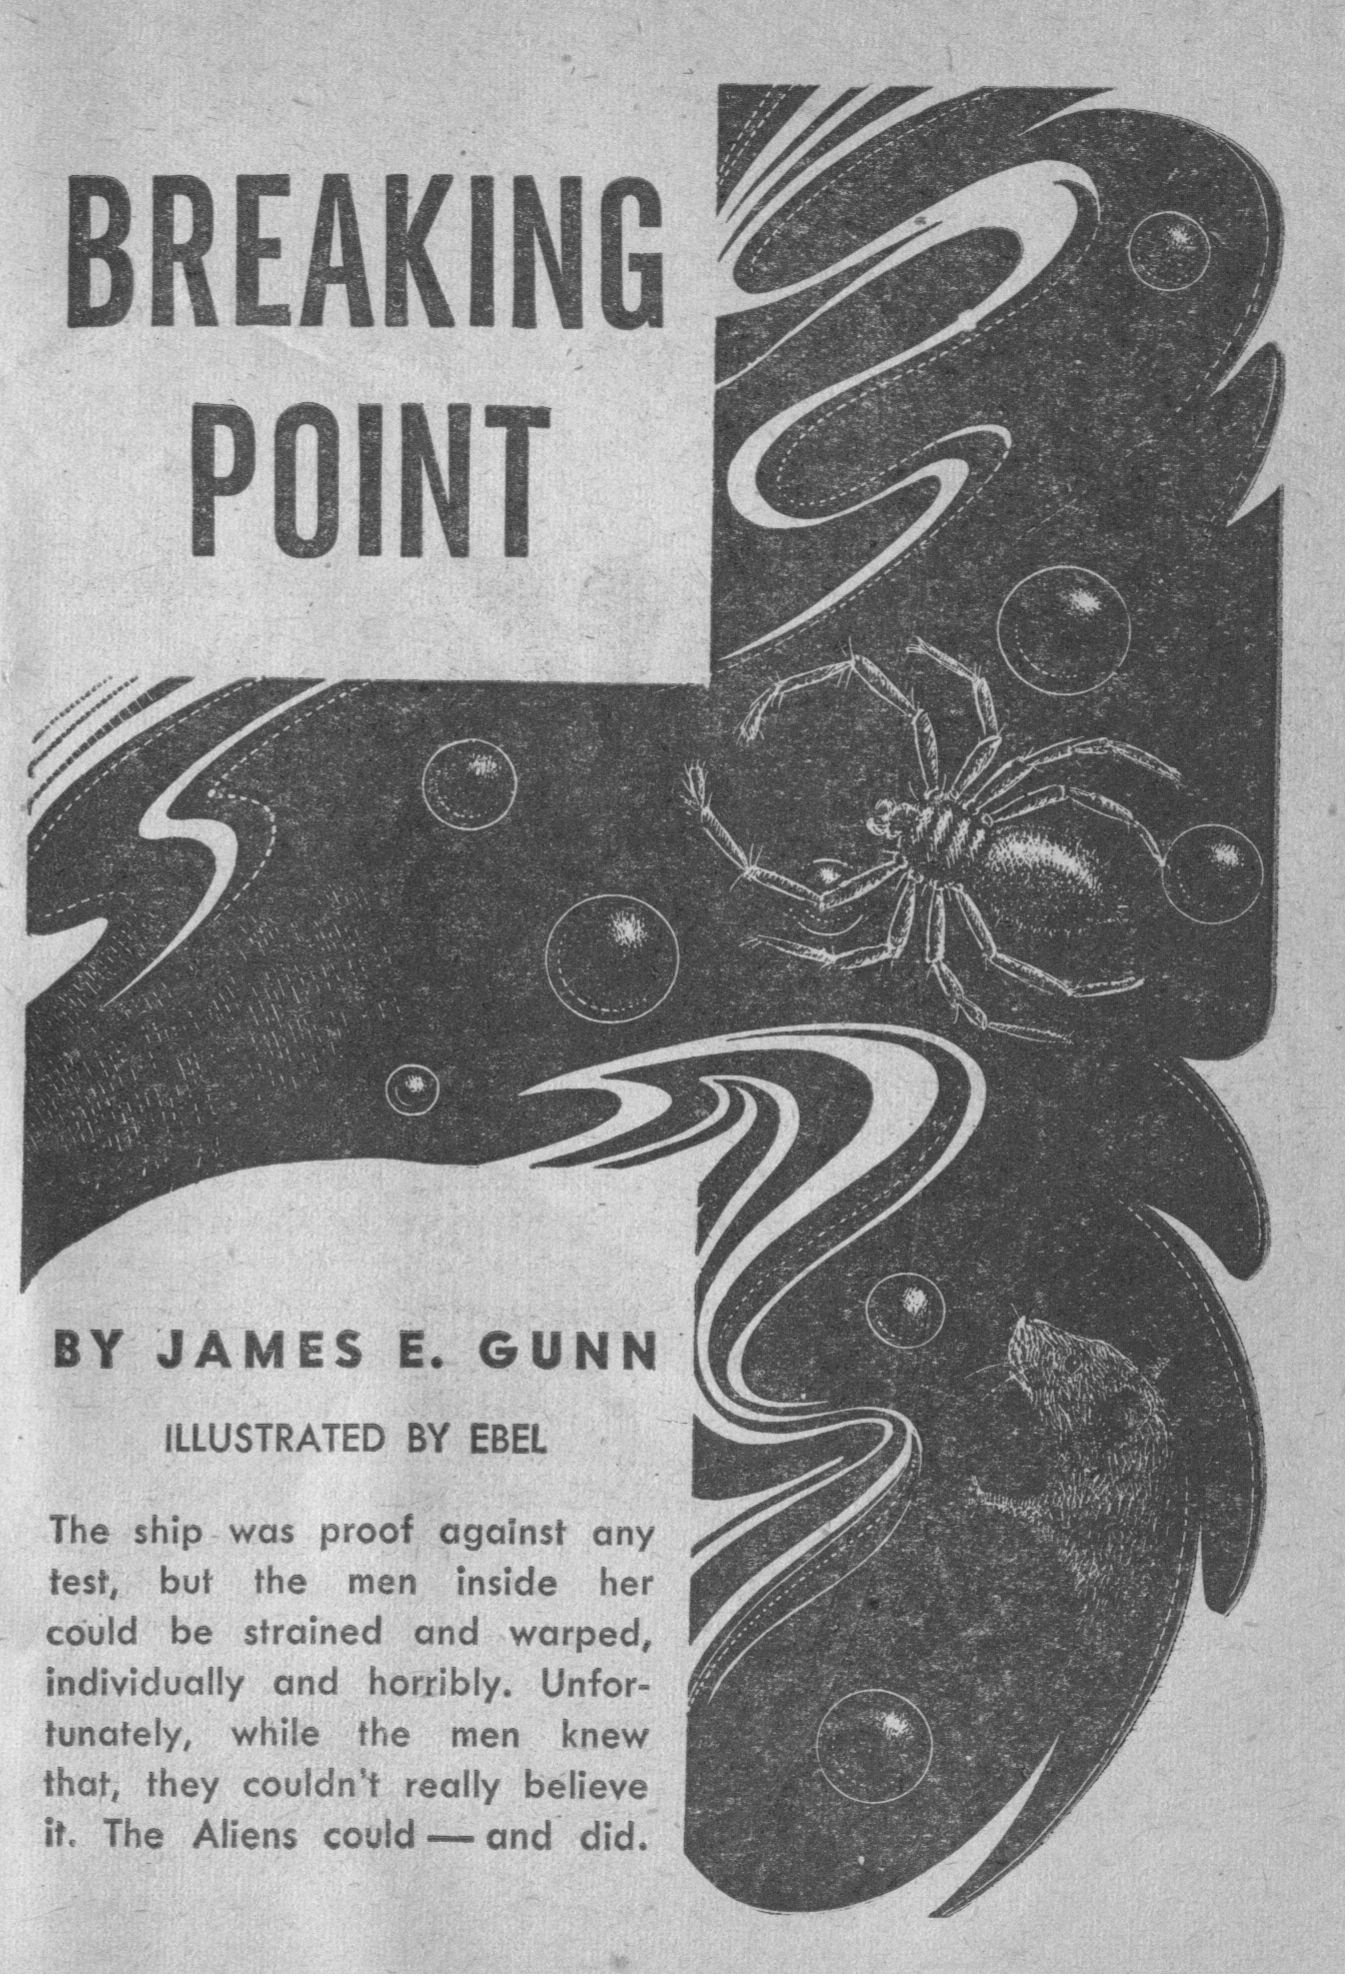 BREAKING
POINT
BY JAMES E. GUNN
ILLUSTRATED BY EBEL
The ship was proof against any
test, but the men inside her
could be strained and warped,
individually and horribly. Unfor-
tunately, while the men knew
that, they couldn't really believe
it. The Aliens could — and did.